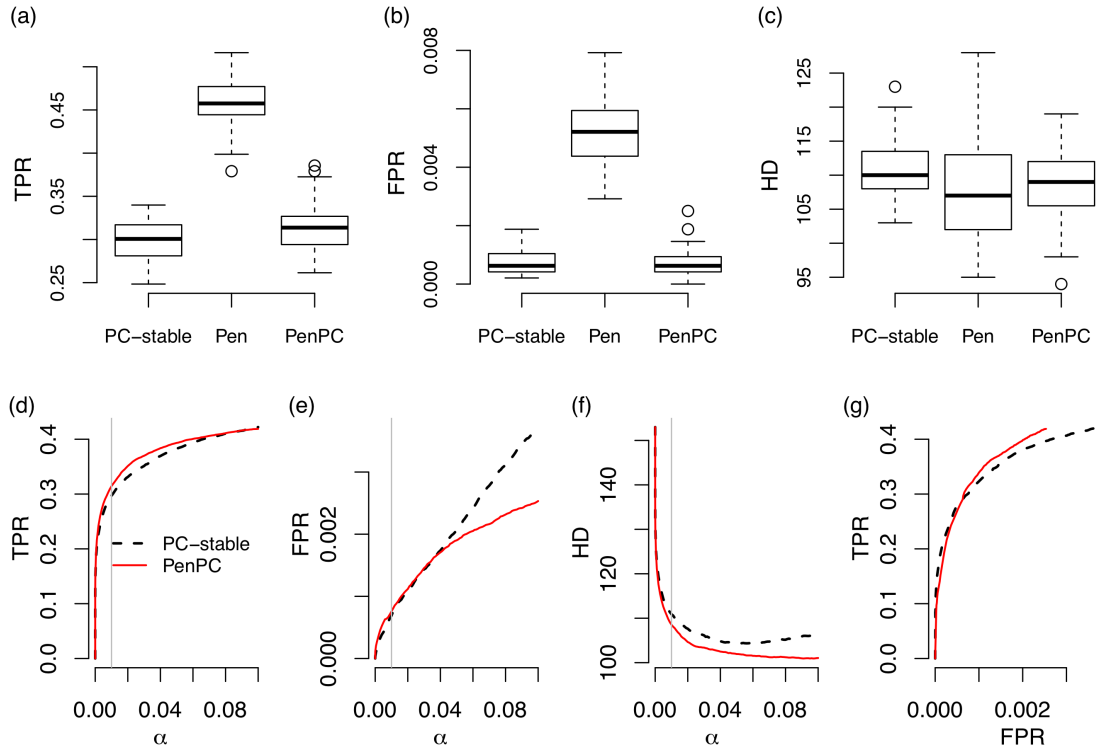 (a)
TPR
0.25 0.35 0.45
PC−stable Pen PenPC
(b)
FPR
0.000 0.004 0.008
PC−stable Pen PenPC
(c)
HD
95 105 115 125
PC−stable Pen PenPC
(d)
TPR
0.0 0.1 0.2 0.3 0.4
PC−stable
PenPC
0.00 0.04 0.08
α
(e)
FPR
0.000 0.002
0.00 0.04 0.08
α
(f)
HD
100 120 140
0.00 0.04 0.08
α
(g)
TPR
0.0 0.1 0.2 0.3 0.4
0.000 0.002
FPR